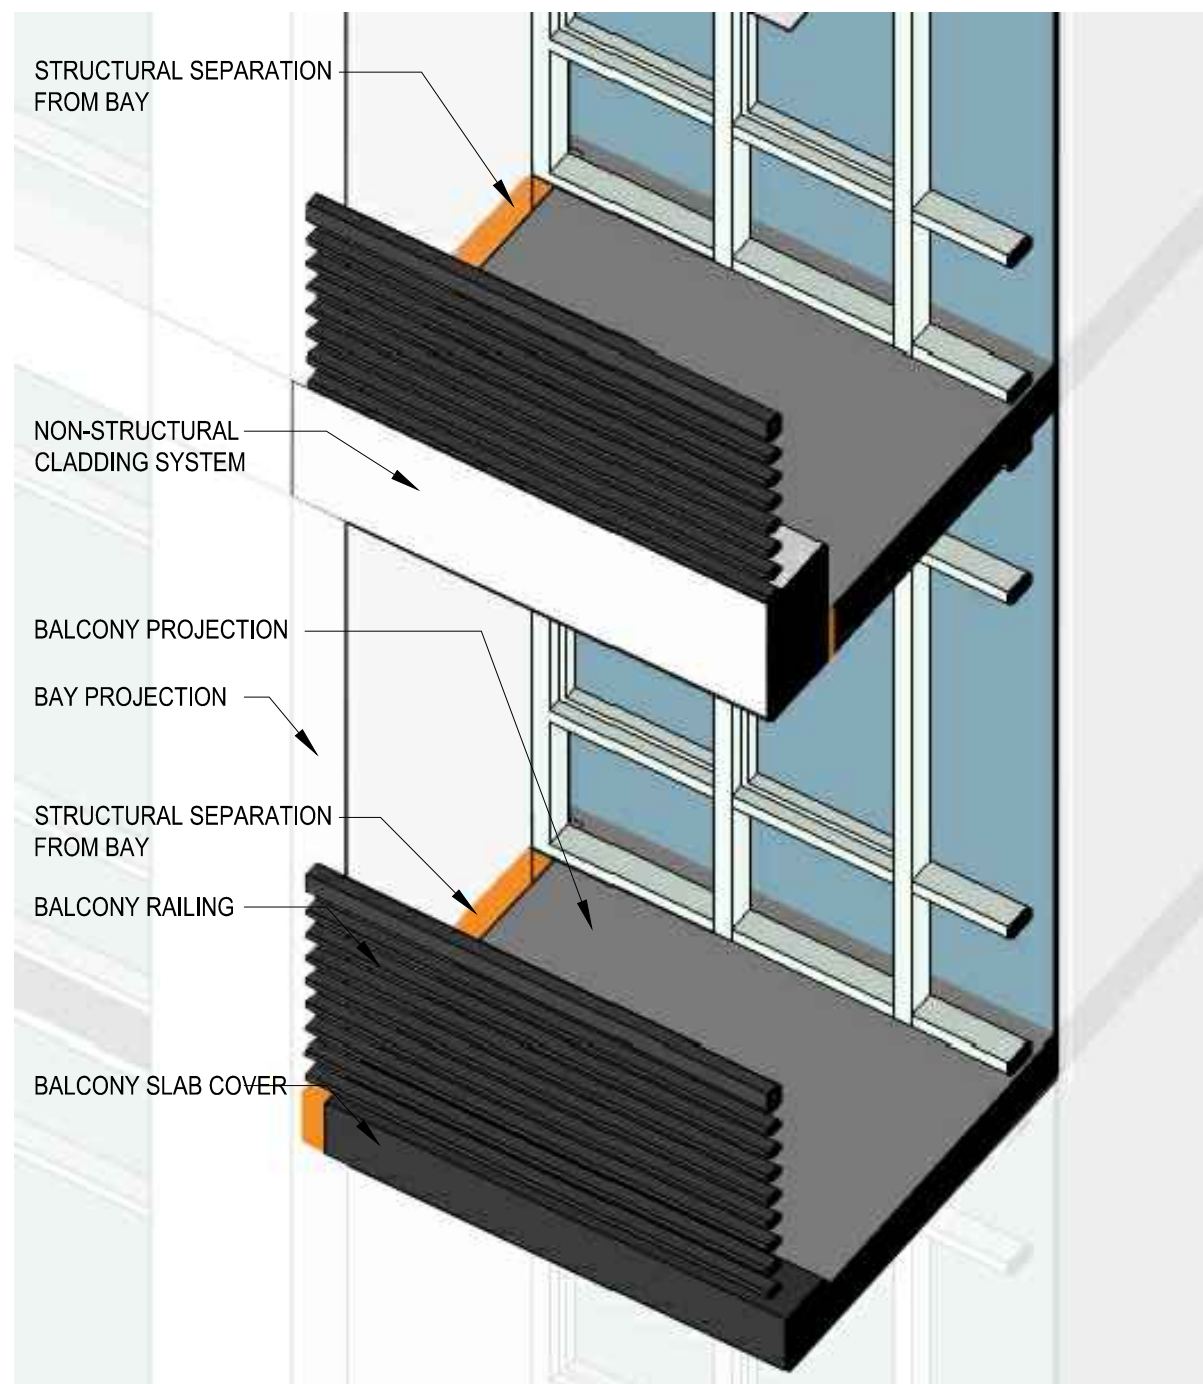 STRUCTURAL SEPARATION
FROM BAY
NON-STRUCTURAL
CLADDING SYSTEM
BALCONY PROJECTION
BAY PROJECTION
STRUCTURAL SEPARATION
FROM BAY
BALCONY RAILING
BALCONY SLAB COVER